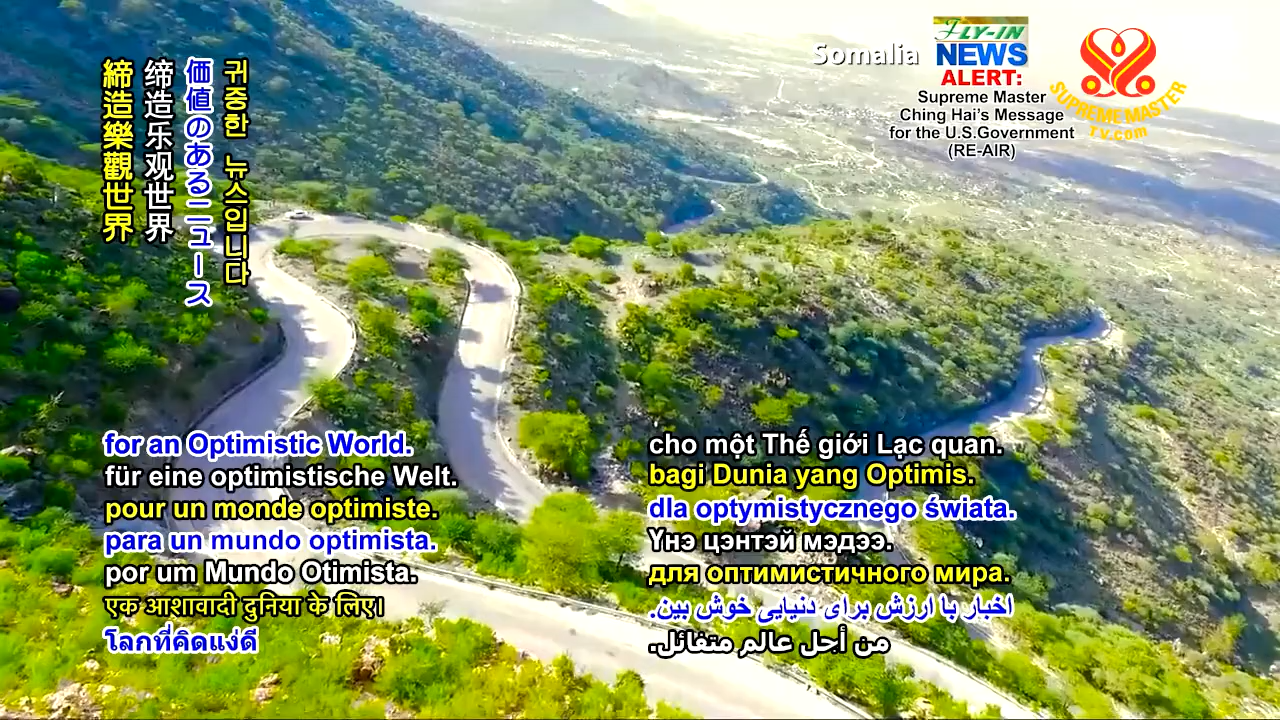 締造樂觀世界
缔造乐观世界
価値のあるニュース
귀중한 뉴스입니다
Somalia
FLY-IN
NEWS
ALERT:
Supreme Master
Ching Hai's Message
for the U.S.Government
(RE-AIR)
SUPREME MASTER
TV.com
for an Optimistic World.
für eine optimistische Welt.
pour un monde optimiste.
para un mundo optimista.
por um Mundo Otimista.
एक आशावादी दुनिया के लिए।
โลกที่คิดแง่ดี
cho một Thế giới Lạc quan.
bagi Dunia yang Optimis.
dla optymistycznego świata.
Үнэ цэнтэй мэдээ.
для оптимистичного мира.
اخبار با ارزش برای دنیایی خوش بین.
من أجل عالم متفائل.